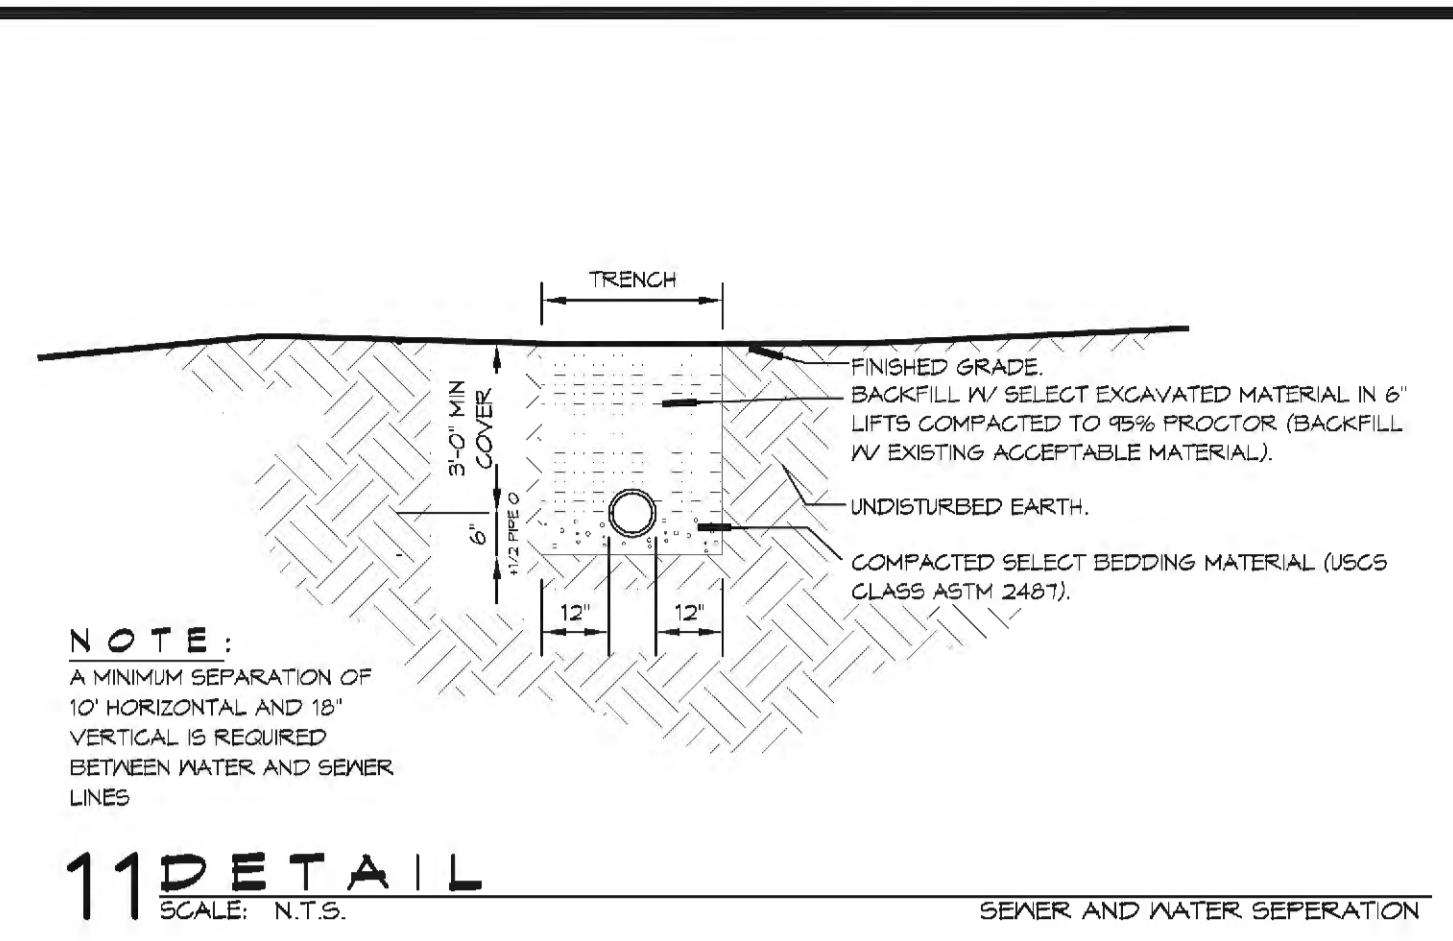 TRENCH
3'-0" MIN
COVER
6"
+1/2 PIPE O
12"
12"
FINISHED GRADE.
BACKFILL W/ SELECT EXCAVATED MATERIAL IN 6"
LIFTS COMPACTED TO 95% PROCTOR (BACKFILL
W/ EXISTING ACCEPTABLE MATERIAL).
UNDISTURBED EARTH.
COMPACTED SELECT BEDDING MATERIAL (USCS
CLASS ASTM 2487).
NOTE:
A MINIMUM SEPARATION OF
10' HORIZONTAL AND 18"
VERTICAL IS REQUIRED
BETWEEN WATER AND SEWER
LINES
11 DETAIL
SCALE: N.T.S.
SEWER AND WATER SEPERATION